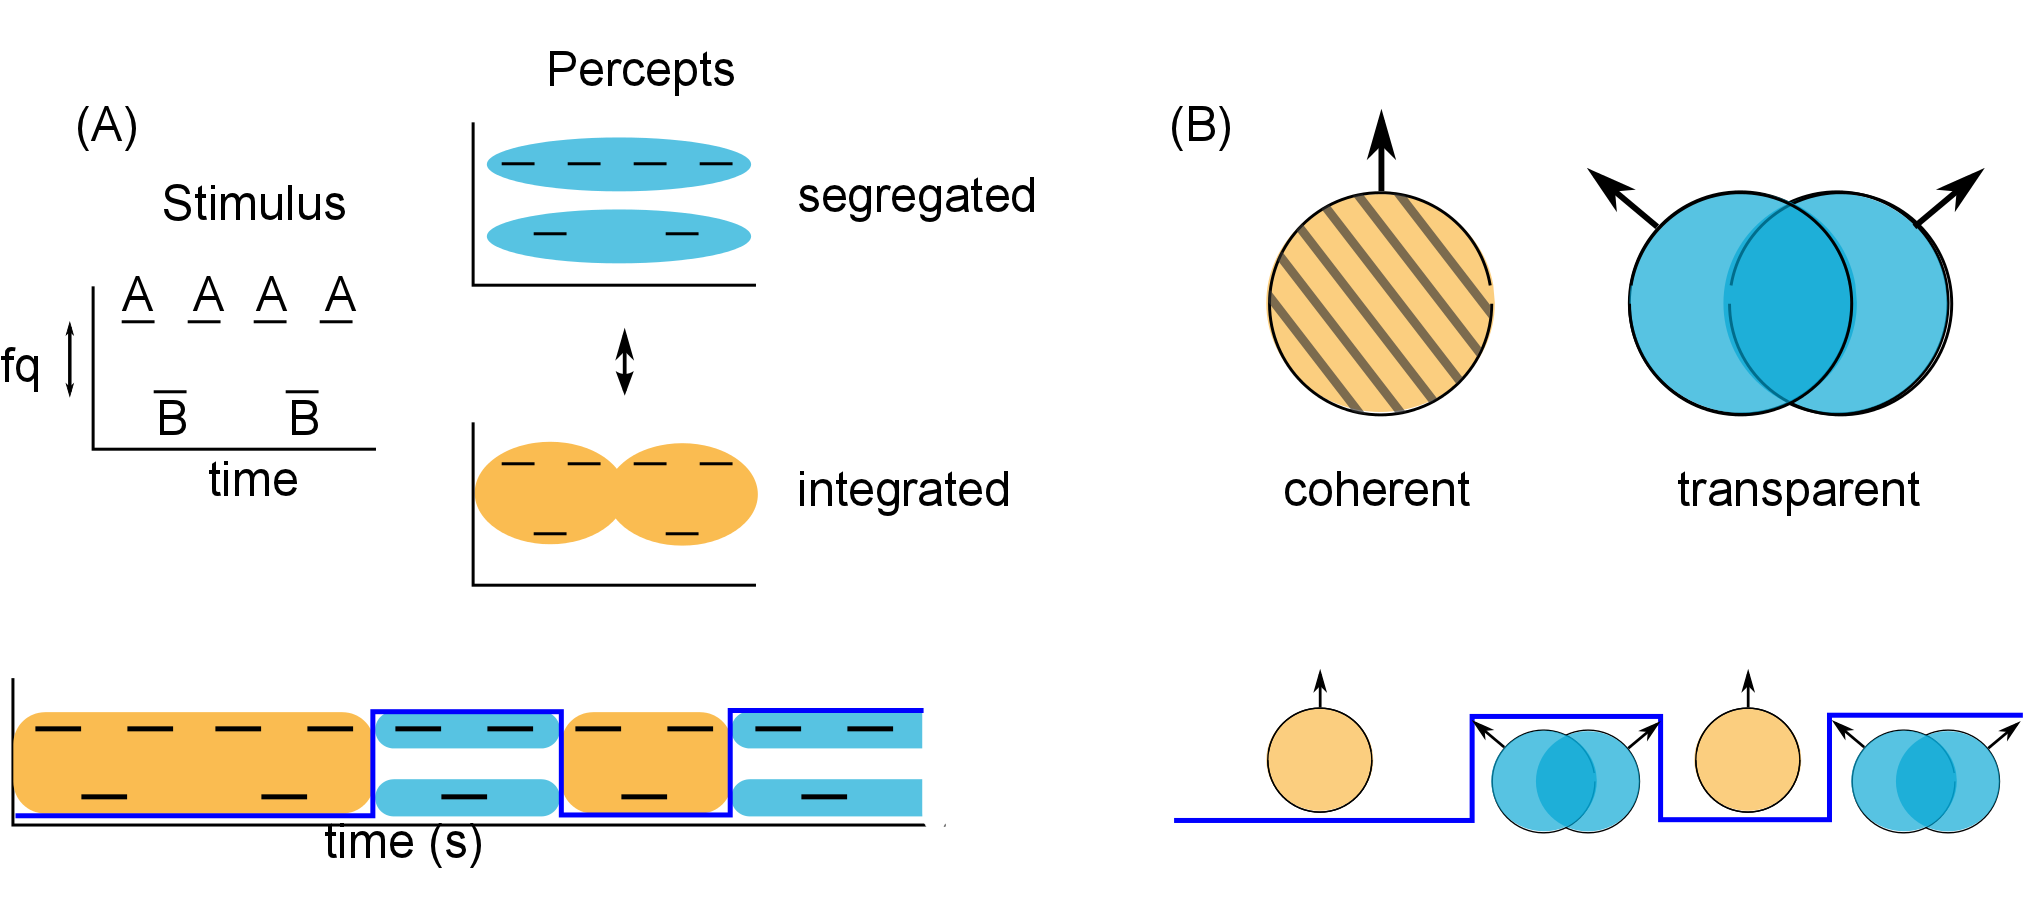 (A)
Stimulus
A A A A
fq
B B
time
Percepts
segregated
integrated
time (s)
(B)
coherent
transparent